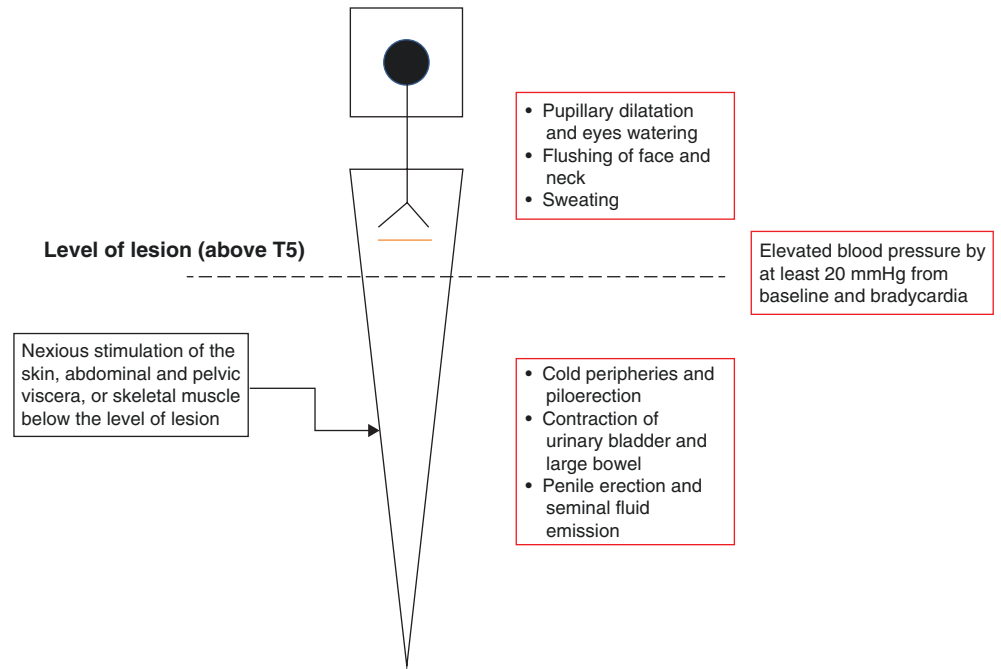 • Pupillary dilatation
and eyes watering
• Flushing of face and
neck
• Sweating
Level of lesion (above T5)
Elevated blood pressure by
at least 20 mmHg from
baseline and bradycardia
Nexious stimulation of the
skin, abdominal and pelvic
viscera, or skeletal muscle
below the level of lesion
• Cold peripheries and
piloerection
• Contraction of
urinary bladder and
large bowel
• Penile erection and
seminal fluid
emission